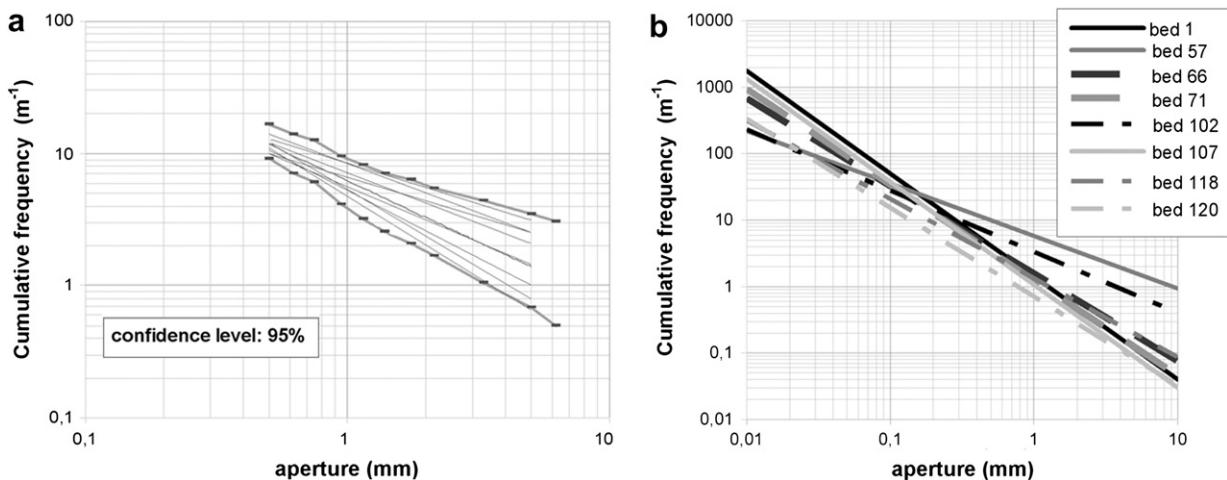 a
100
10
1
0,1
Cumulative frequency (m-1)
confidence level: 95%
0,1 1 10
aperture (mm)
b
10000
1000
100
10
1
0,1
0,01
Cumulative frequency (m-1)
bed 1
bed 57
bed 66
bed 71
bed 102
bed 107
bed 118
bed 120
0,01 0,1 1 10
aperture (mm)